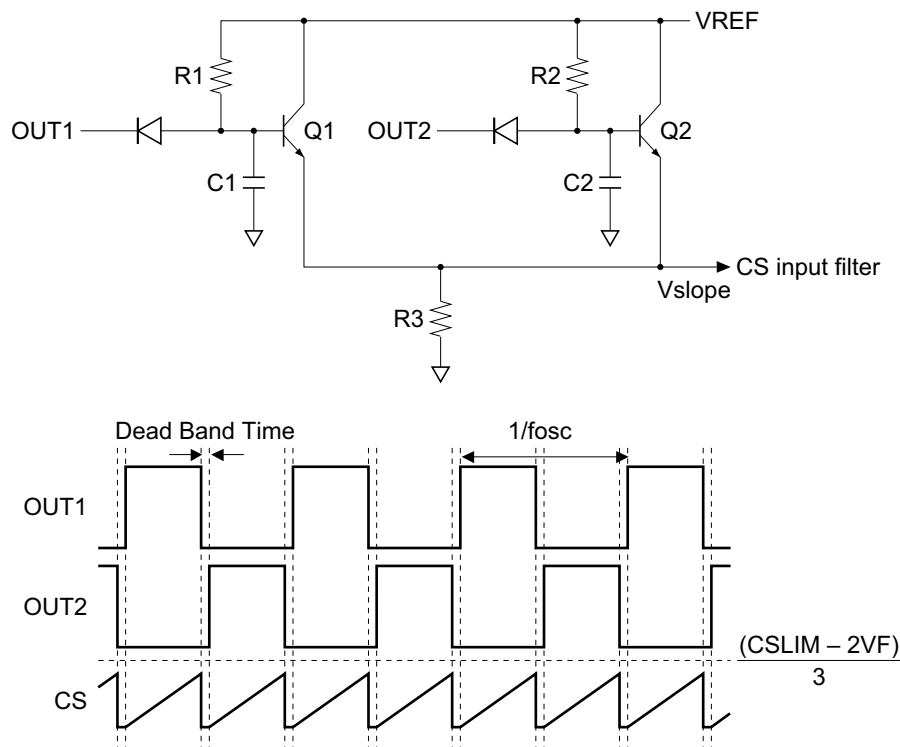 VREF
R1
R2
OUT1
Q1
OUT2
Q2
C1
C2
CS input filter
Vslope
R3
Dead Band Time
1/fosc
OUT1
OUT2
(CSLIM – 2VF)
3
CS